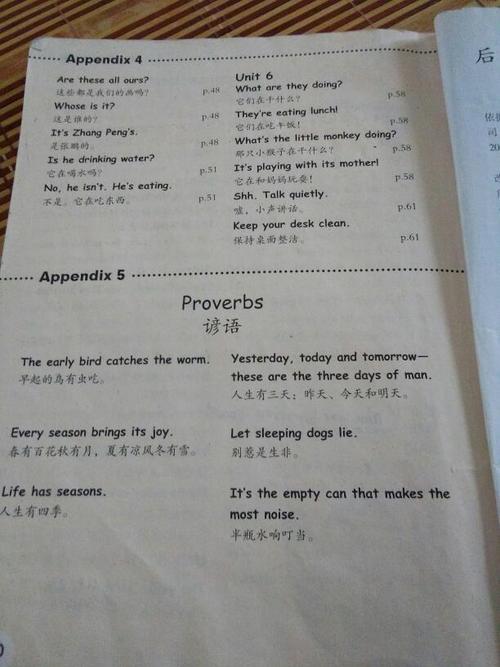 Appendix 4
Are these all ours?
这些都是我们的画吗? p.48
Whose is it?
这是谁的? p.48
It's Zhang Peng's.
是张鹏的。 p.48
Is he drinking water?
它在喝水吗? p.51
No, he isn't. He's eating.
不是。它在吃东西。 p.51
Unit 6
What are they doing?
它们在干什么? p.58
They're eating lunch!
它们在吃午饭! p.58
What's the little monkey doing?
那只小猴子在干什么? p.58
It's playing with its mother!
它在和妈妈玩耍! p.58
Shh. Talk quietly.
嘘,小声讲话。 p.61
Keep your desk clean.
保持桌面整洁。 p.61
Appendix 5
Proverbs
谚语
The early bird catches the worm.
早起的鸟有虫吃。
Every season brings its joy.
春有百花秋有月,夏有凉风冬有雪。
Life has seasons.
人生有四季。
Yesterday, today and tomorrow—
these are the three days of man.
人生有三天:昨天、今天和明天。
Let sleeping dogs lie.
别惹是生非。
It's the empty can that makes the
most noise.
半瓶水响叮当。
后
依据
司
20